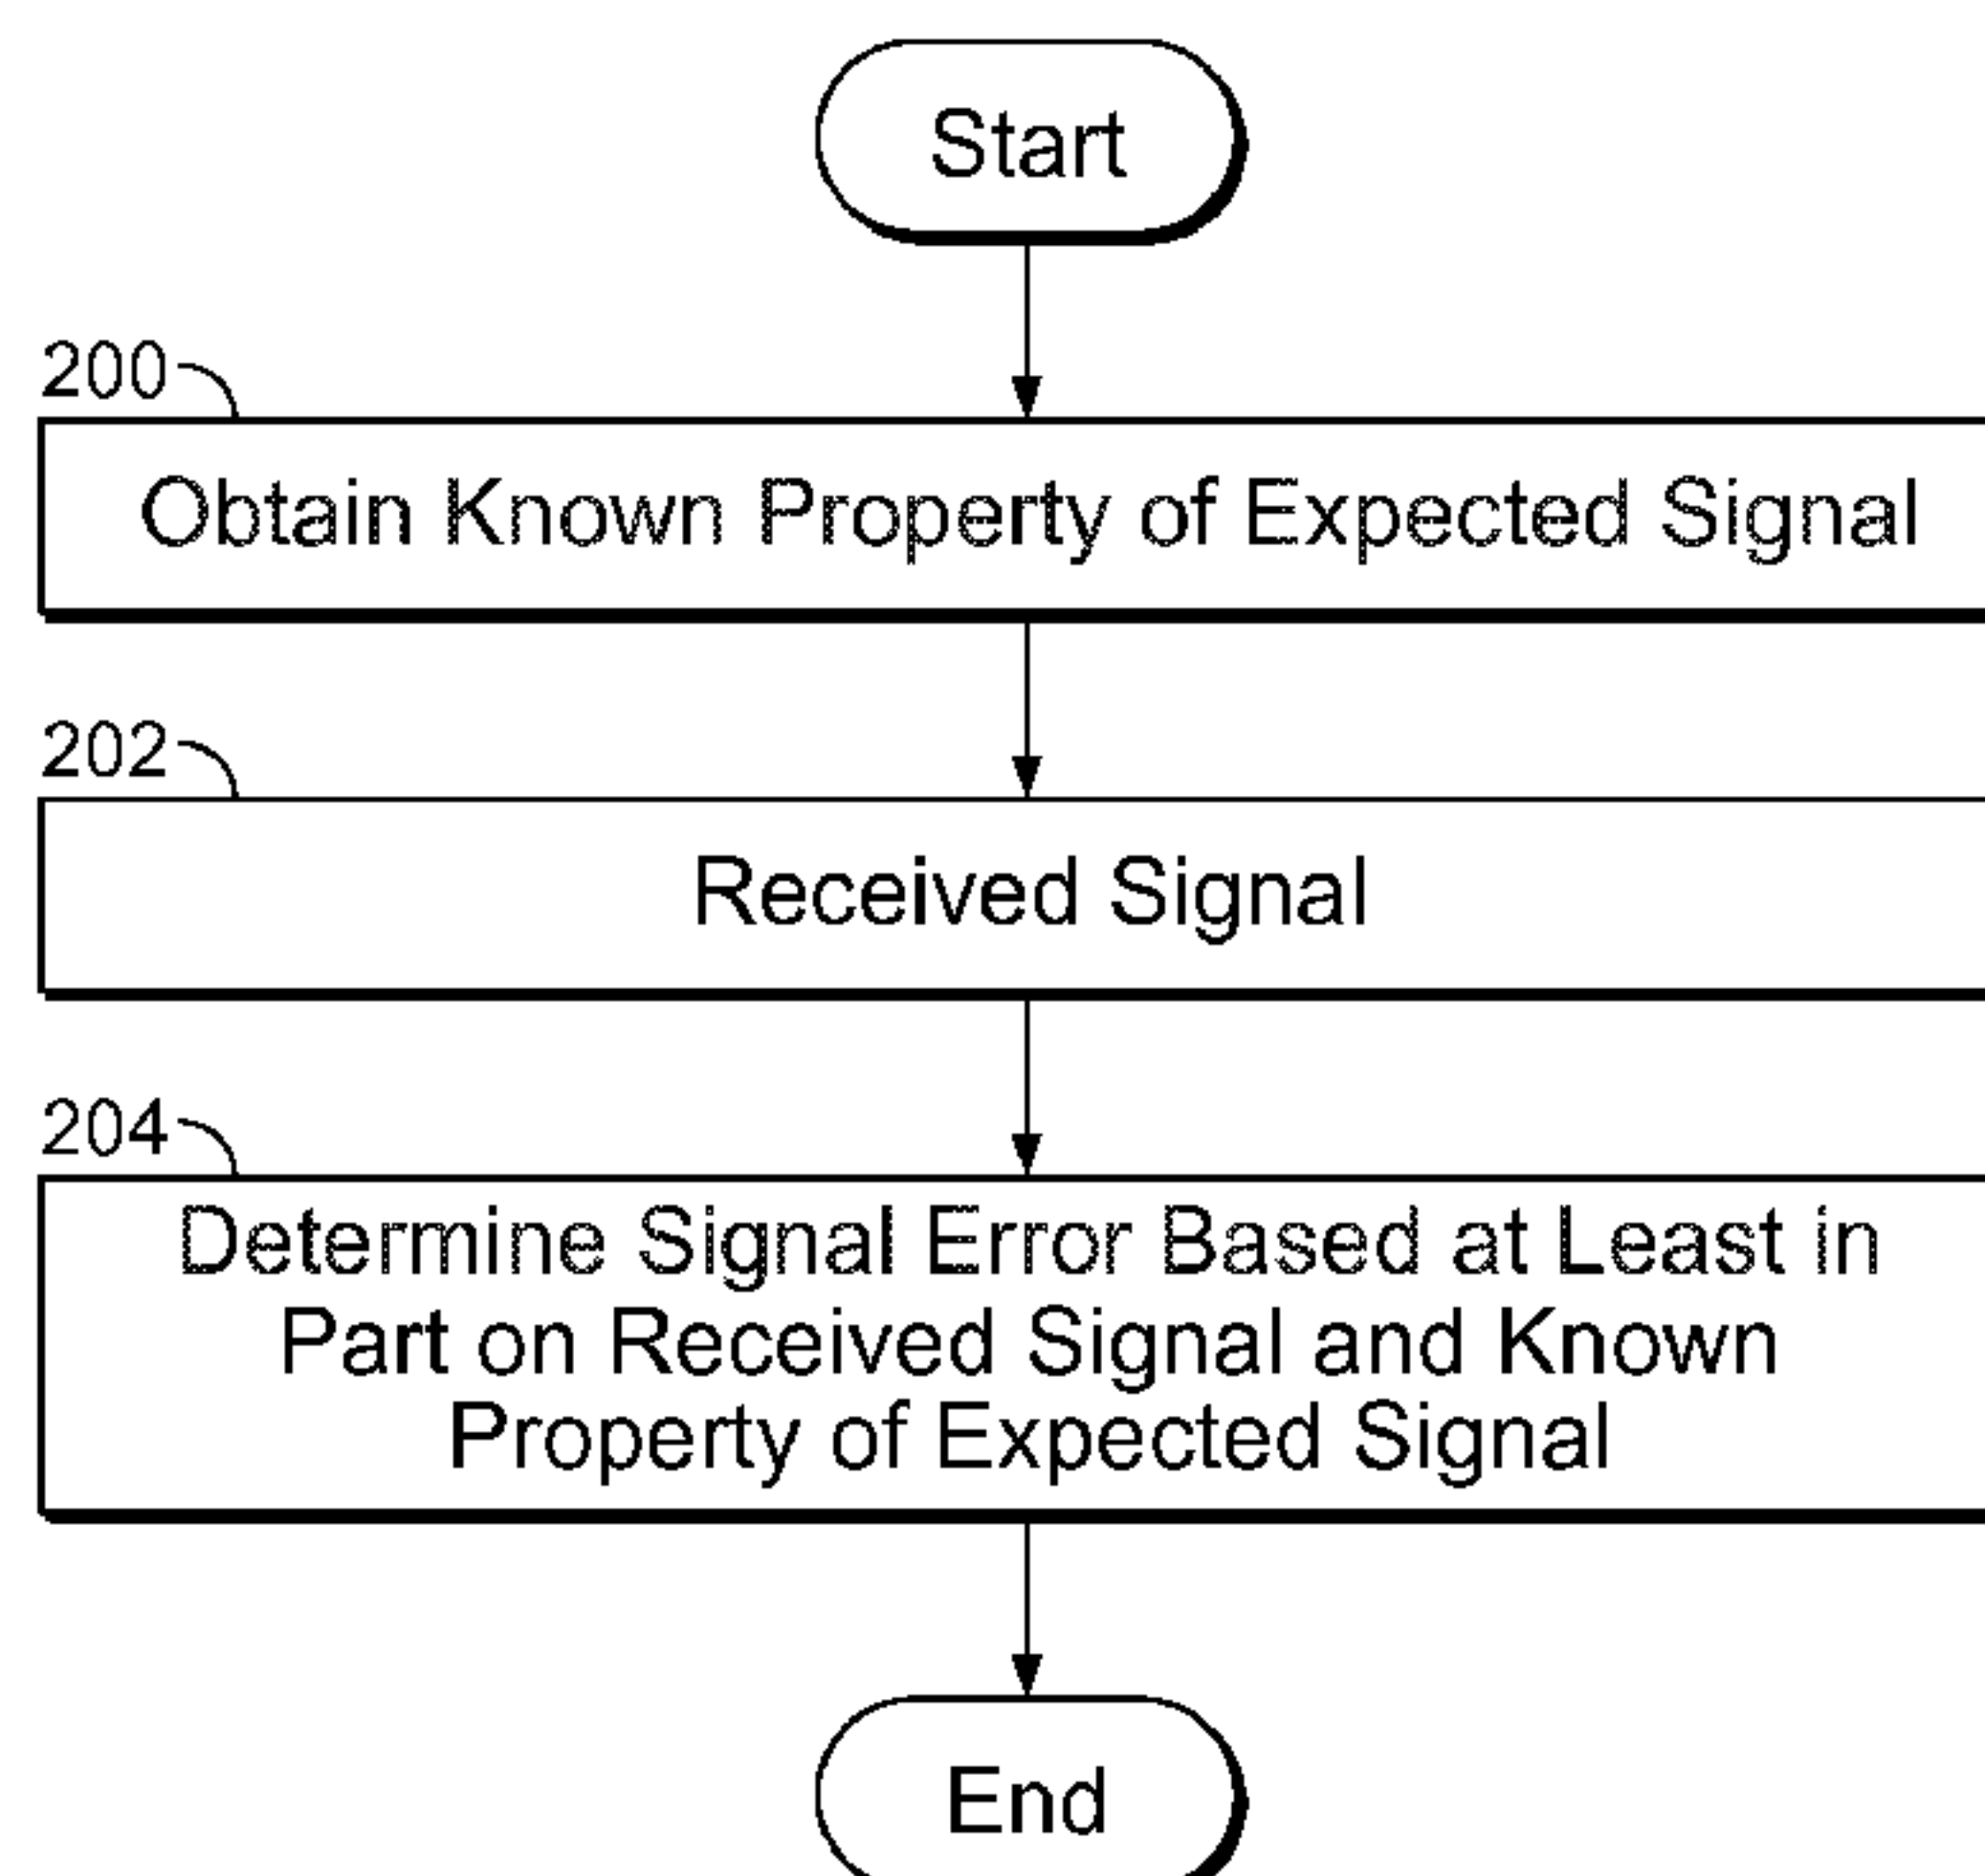 Start
200
Obtain Known Property of Expected Signal
202
Received Signal
204
Determine Signal Error Based at Least in
Part on Received Signal and Known
Property of Expected Signal
End